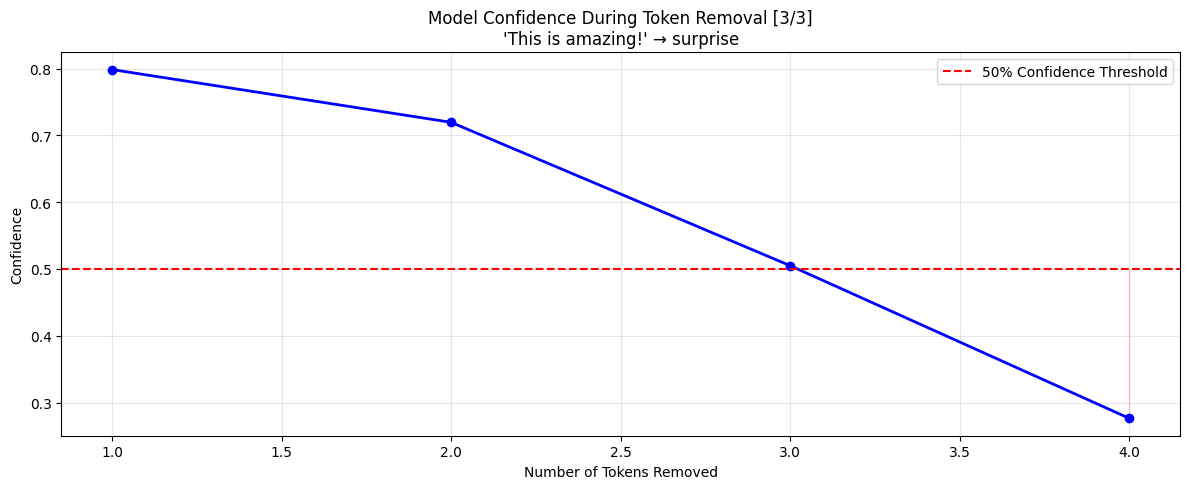 Model Confidence During Token Removal [3/3]
'This is amazing!' → surprise
50% Confidence Threshold
Confidence
0.8
0.7
0.6
0.5
0.4
0.3
1.0 1.5 2.0 2.5 3.0 3.5 4.0
Number of Tokens Removed